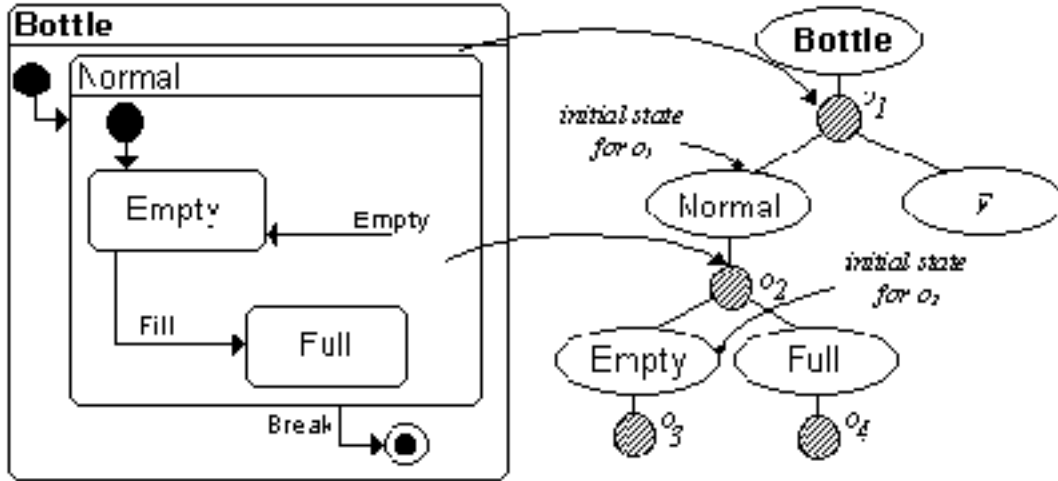 Bottle
Normal
Empty
Empty
Fill
Full
Break
Bottle
o1
initial state
for o1
Normal
o2
initial state
for o2
Empty
Full
o3
o4